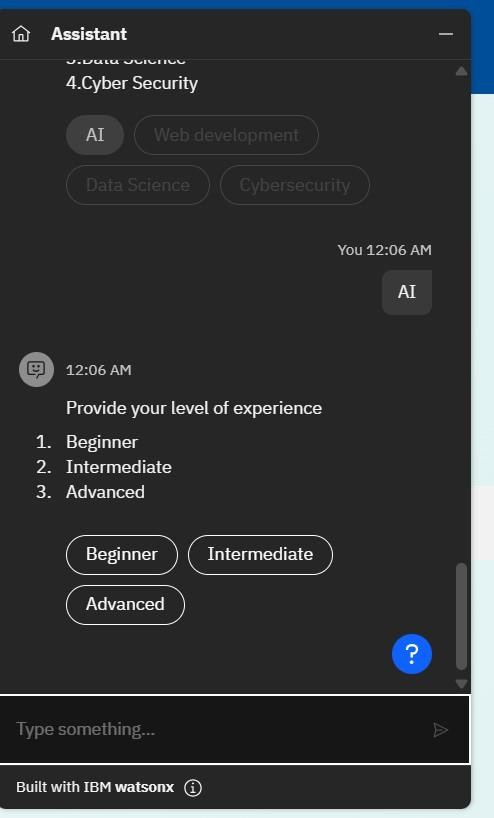 Assistant
3.Data Science
4.Cyber Security
AI
Web development
Data Science
Cybersecurity
You 12:06 AM
AI
12:06 AM
Provide your level of experience
1. Beginner
2. Intermediate
3. Advanced
Beginner
Intermediate
Advanced
?
Type something...
Built with IBM watsonx